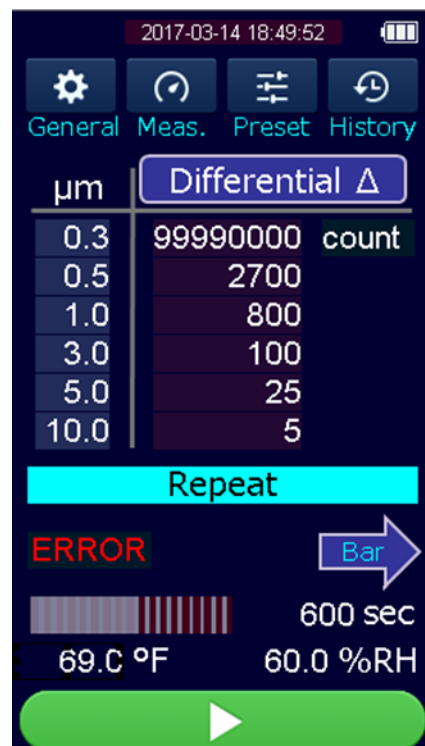 2017-03-14 18:49:52
General Meas. Preset History
µm Differential Δ
0.3 99990000 count
0.5 2700
1.0 800
3.0 100
5.0 25
10.0 5
Repeat
ERROR Bar
600 sec
69.0 ºF 60.0 %RH